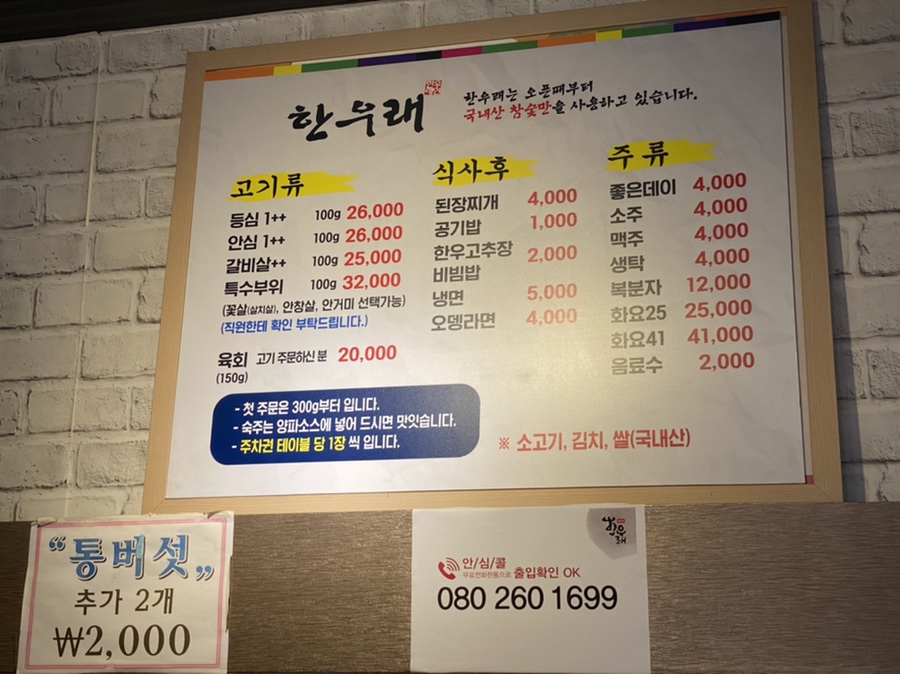 한우래
한우래는 오픈때부터
국내산 참숯만을 사용하고 있습니다.
고기류
등심 1++ 100g 26,000
안심 1++ 100g 26,000
갈비살++ 100g 25,000
특수부위 100g 32,000
(꽃살(살치살), 안창살, 안거미 선택가능)
(직원한테 확인 부탁드립니다.)
육회 고기 주문하신 분 20,000
(150g)
- 첫 주문은 300g부터 입니다.
- 숙주는 양파소스에 넣어 드시면 맛있습니다.
- 주차권 테이블 당 1장 씩 입니다.
식사후
된장찌개 4,000
공기밥 1,000
한우고추장 2,000
비빔밥
냉면 5,000
오뎅라면 4,000
주류
좋은데이 4,000
소주 4,000
맥주 4,000
생탁 4,000
복분자 12,000
화요25 25,000
화요41 41,000
음료수 2,000
※ 소고기, 김치, 쌀(국내산)
“통버섯”
추가 2개
₩2,000
한우래
안/심/콜
무료전화한통으로 출입확인 OK
080 260 1699